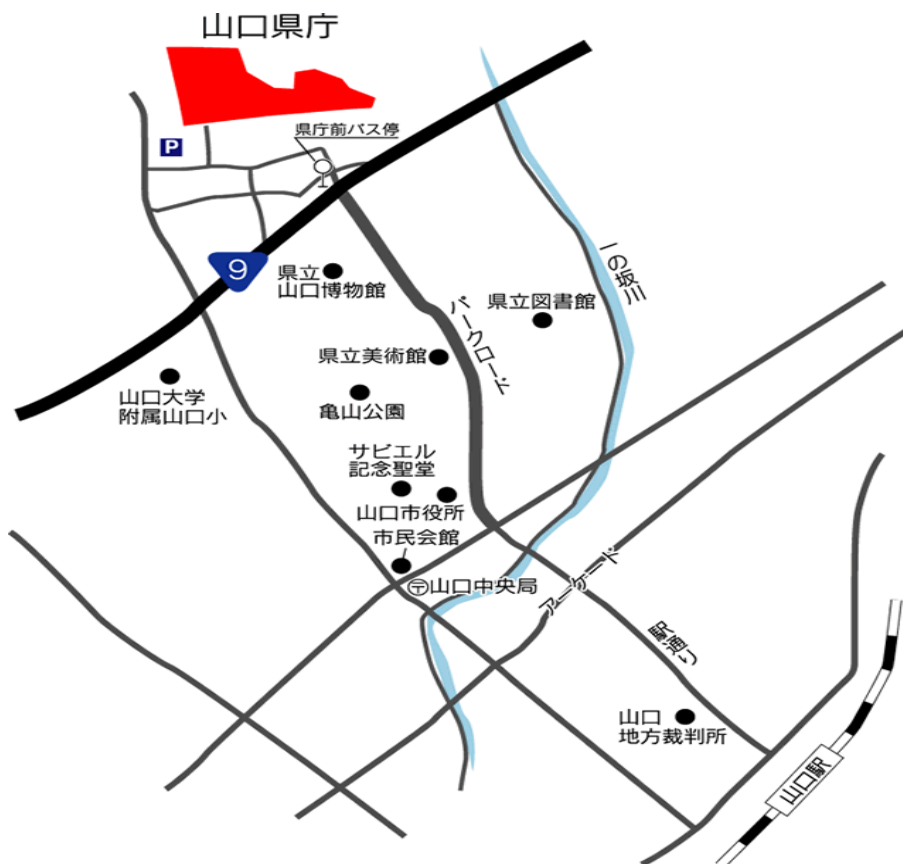 山口県庁
県庁前バス停
P
9
県立
山口博物館
一の坂川
県立図書館
パークロード
県立美術館
山口大学
附属山口小
亀山公園
サビエル
記念聖堂
山口市役所
市民会館
〒山口中央局
アーケード
駅通り
山口
地方裁判所
山口駅